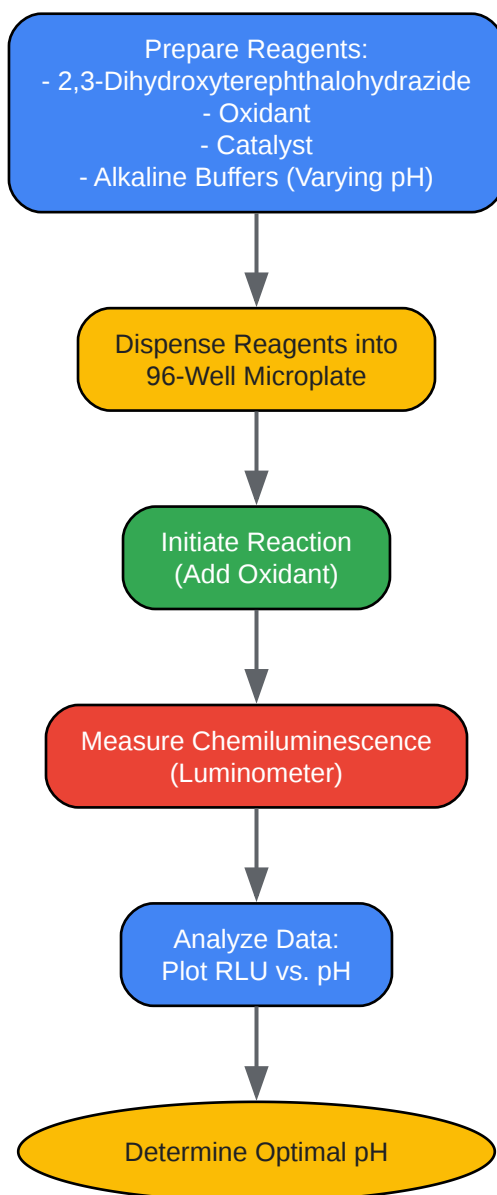 Prepare Reagents:
- 2,3-Dihydroxyterephthalohydrazide
- Oxidant
- Catalyst
- Alkaline Buffers (Varying pH)
Dispense Reagents into
96-Well Microplate
Initiate Reaction
(Add Oxidant)
Measure Chemiluminescence
(Luminometer)
Analyze Data:
Plot RLU vs. pH
Determine Optimal pH